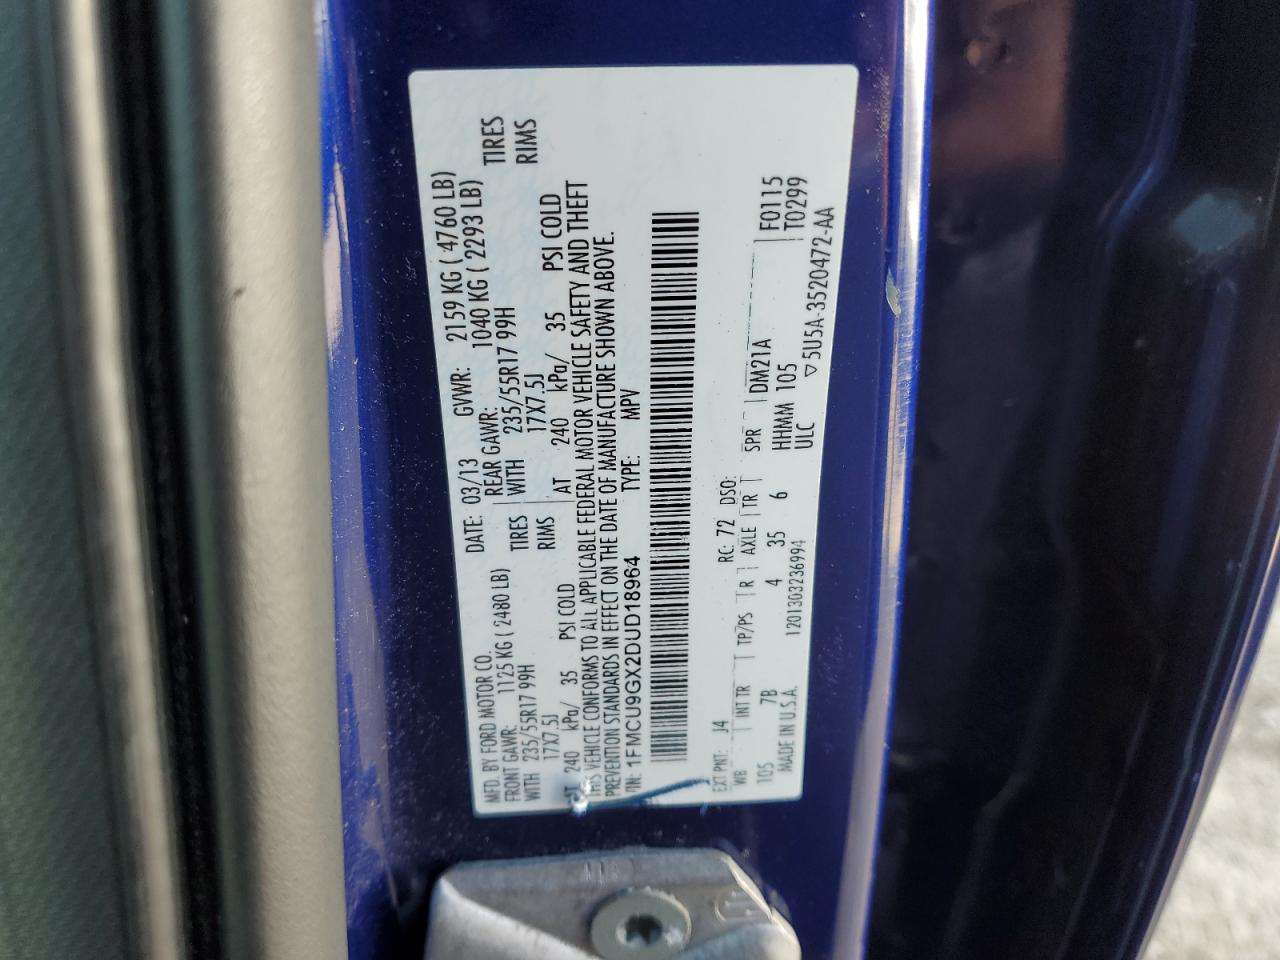 MFD. BY FORD MOTOR CO.
DATE: 03/13 GVWR: 2159 KG ( 4760 LB)
FRONT GAWR: 1125 KG ( 2480 LB) REAR GAWR: 1040 KG ( 2293 LB)
WITH 235/55R17 99H TIRES WITH 235/55R17 99H TIRES
17X7.5J RIMS 17X7.5J RIMS
AT 240 kPa/ 35 PSI COLD AT 240 kPa/ 35 PSI COLD
THIS VEHICLE CONFORMS TO ALL APPLICABLE FEDERAL MOTOR VEHICLE SAFETY AND THEFT
PREVENTION STANDARDS IN EFFECT ON THE DATE OF MANUFACTURE SHOWN ABOVE.
VIN: 1FMCU9GX2DUD18964 TYPE: MPV
EXT PNT: J4 RC: 72 DSO: F0115
WB INT TR TP/PS R AXLE TR SPR DM21A T0299
105 7B 4 35 6 HHMM 105
MADE IN U.S.A. 1201303236994 ULC ▽5U5A-3520472-AA